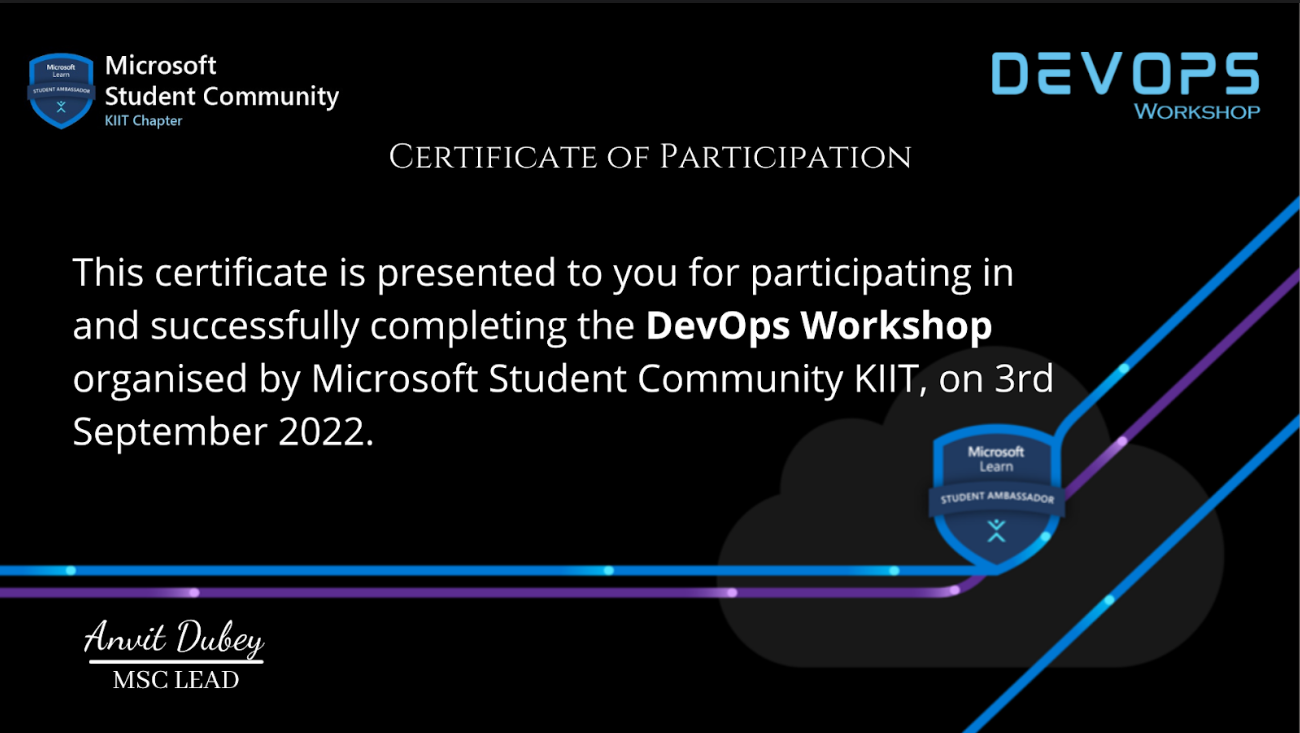 Microsoft
Learn
STUDENT AMBASSADOR
Microsoft
Student Community
KIIT Chapter
DEVOPS
WORKSHOP
CERTIFICATE OF PARTICIPATION
This certificate is presented to you for participating in
and successfully completing the DevOps Workshop
organised by Microsoft Student Community KIIT, on 3rd
September 2022.
Microsoft
Learn
STUDENT AMBASSADOR
Anvit Dubey
MSC LEAD